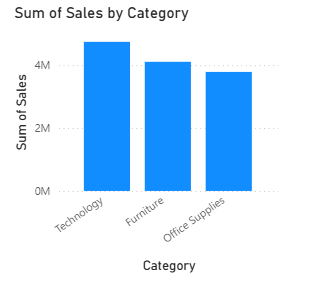 Sum of Sales by Category
Sum of Sales
4M
2M
0M
Technology
Furniture
Office Supplies
Category